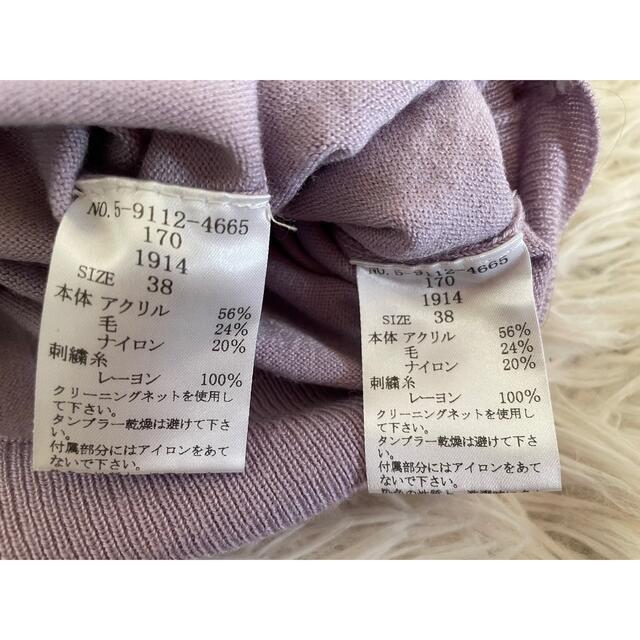 NO.5-9112-4665
170
1914
SIZE 38
本体 アクリル 56%
毛 24%
ナイロン 20%
刺繍糸
レーヨン 100%
クリーニングネットを使用し
て下さい。
タンブラー乾燥は避けて下さ
い。
付属部分にはアイロンをあて
ないで下さい。
NO.5-9112-4665
170
1914
SIZE 38
本体 アクリル 56%
毛 24%
ナイロン 20%
刺繍糸
レーヨン 100%
クリーニングネットを使用し
て下さい。
タンブラー乾燥は避けて下さ
い。
付属部分にはアイロンをあて
ないで下さい。